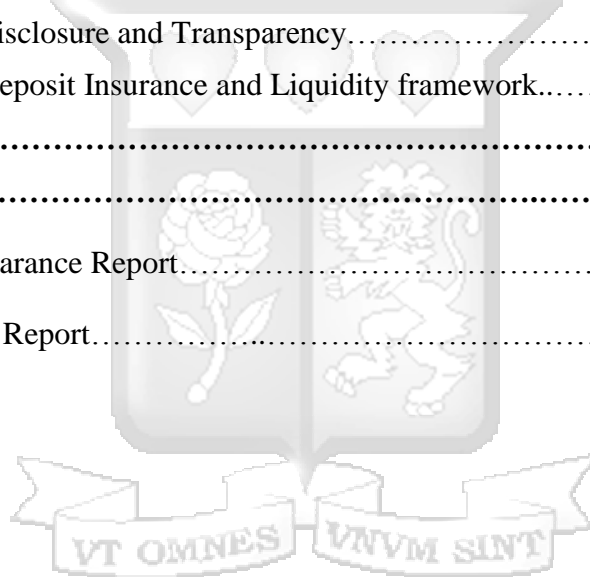 isclosure and Transparency……………………
eposit Insurance and Liquidity framework..……
…………………………………………………
……………………………………………..……
arance Report……………………………………
Report……………..……………………………
VT OMNES VNVM SINT